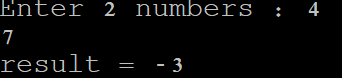 Enter 2 numbers : 4
7
result = -3